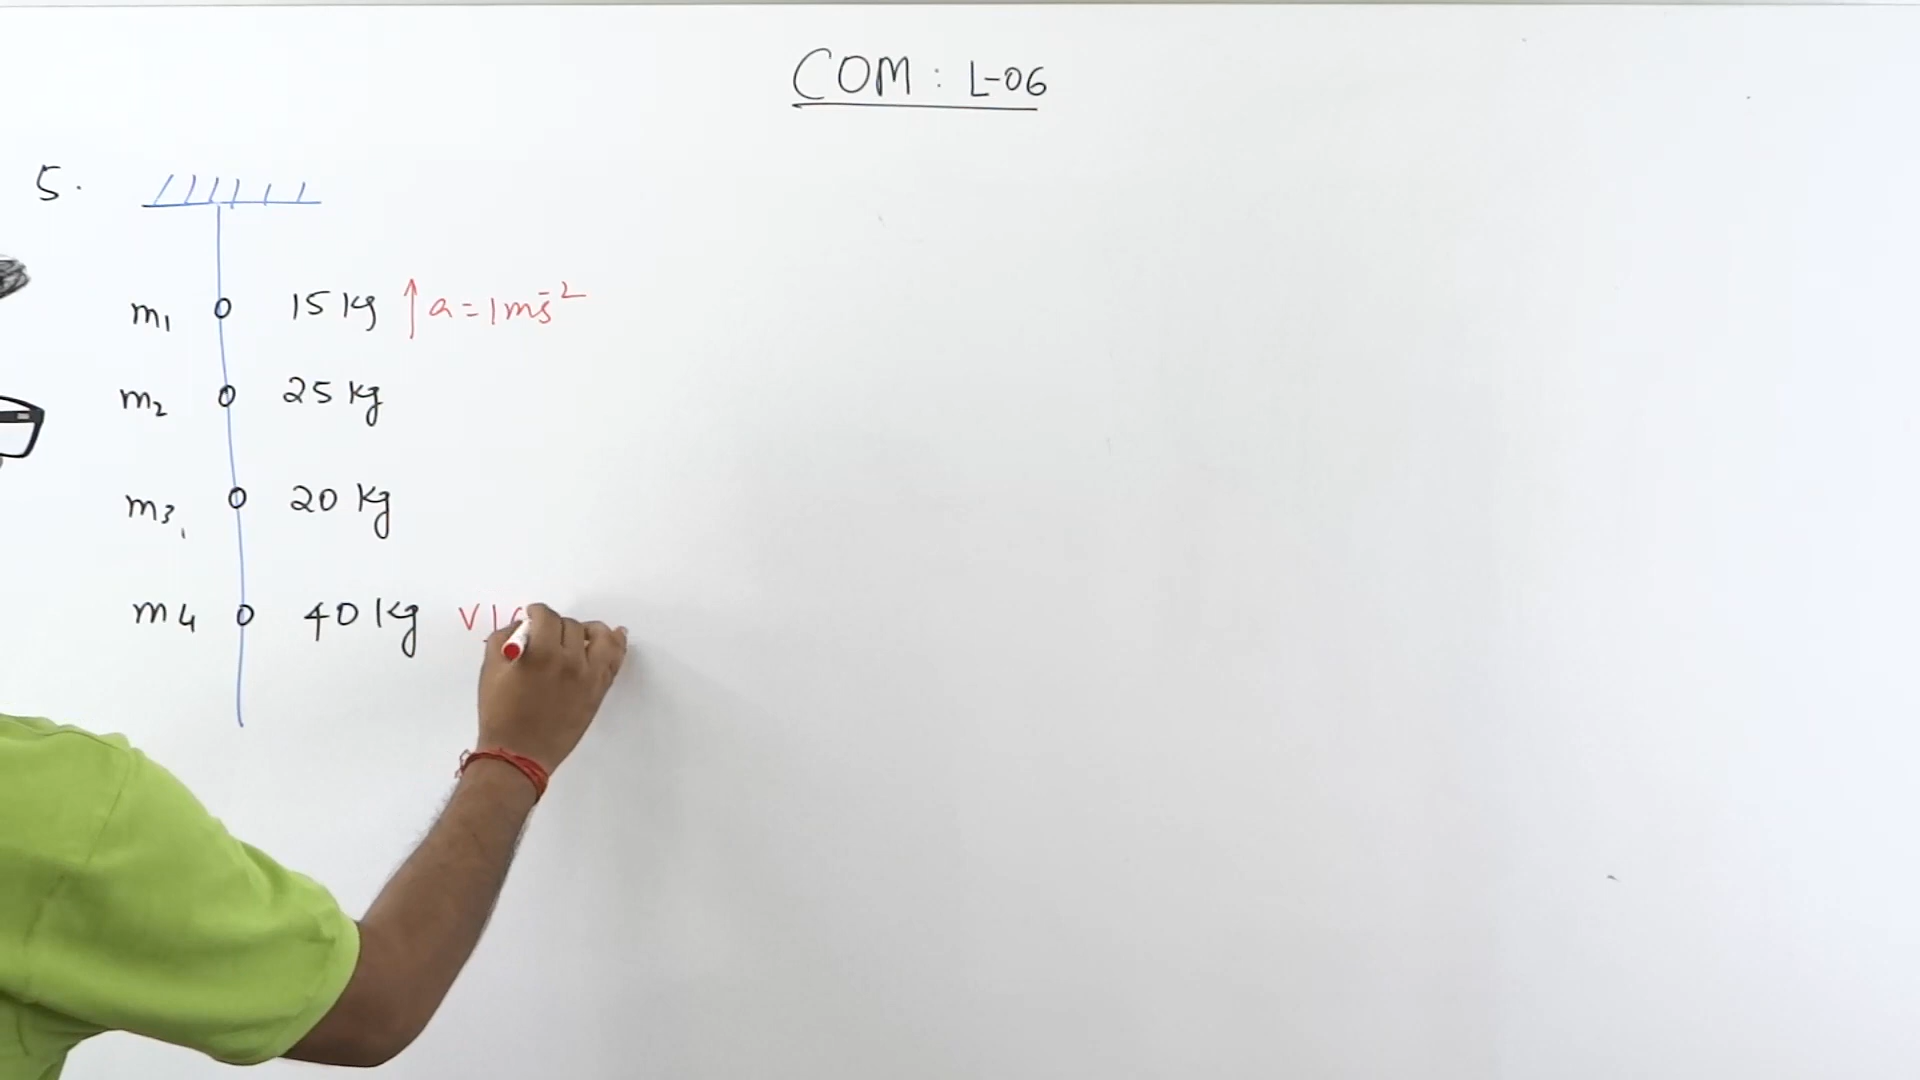 COM : L-06
5.
m1 15 kg ↑ a = 1 ms⁻²
m2 25 kg
m3 20 kg
m4 40 kg